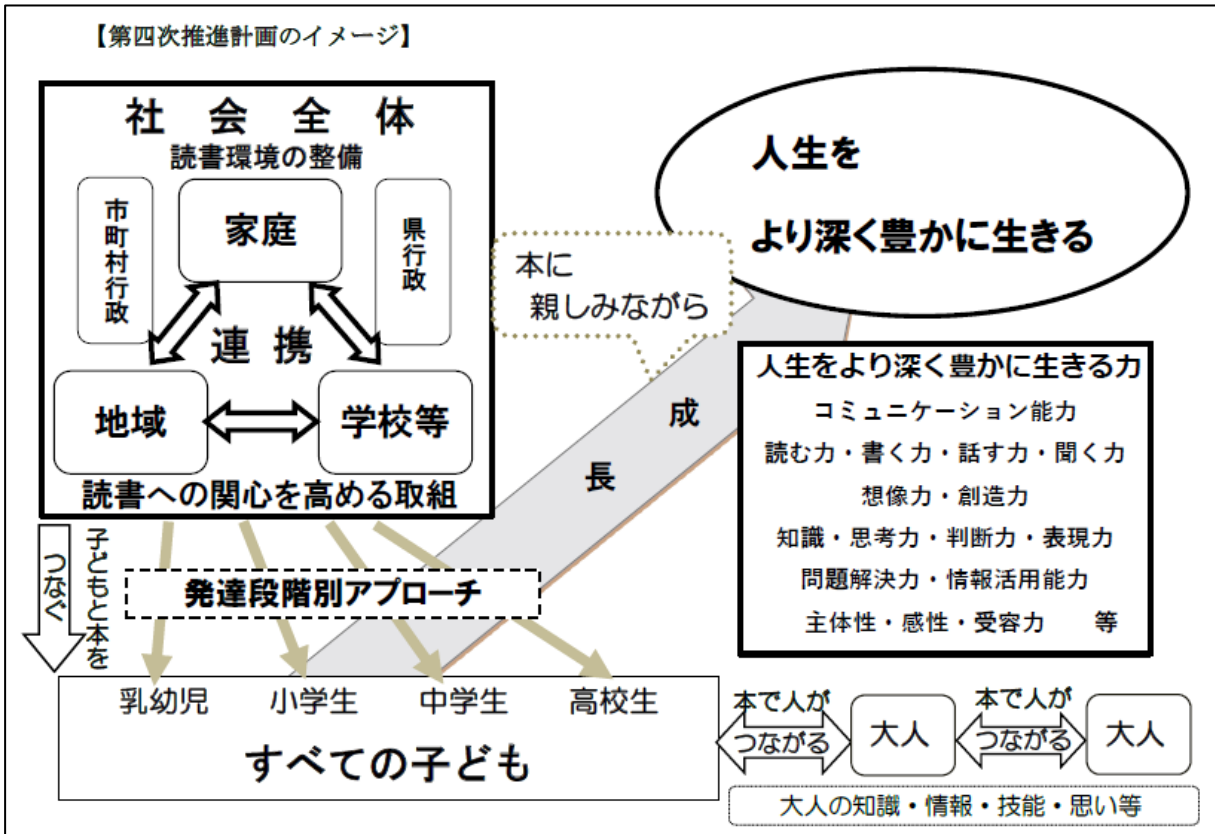 【第四次推進計画のイメージ】
社会全体
読書環境の整備
市町村行政
家庭
県行政
連携
地域
学校等
読書への関心を高める取組
子どもと本を
つなぐ
発達段階別アプローチ
本に
親しみながら
成長
人生を
より深く豊かに生きる
人生をより深く豊かに生きる力
コミュニケーション能力
読む力・書く力・話す力・聞く力
想像力・創造力
知識・思考力・判断力・表現力
問題解決力・情報活用能力
主体性・感性・受容力　等
乳幼児　小学生　中学生　高校生
すべての子ども
本で人が
つながる
大人
本で人が
つながる
大人
大人の知識・情報・技能・思い等